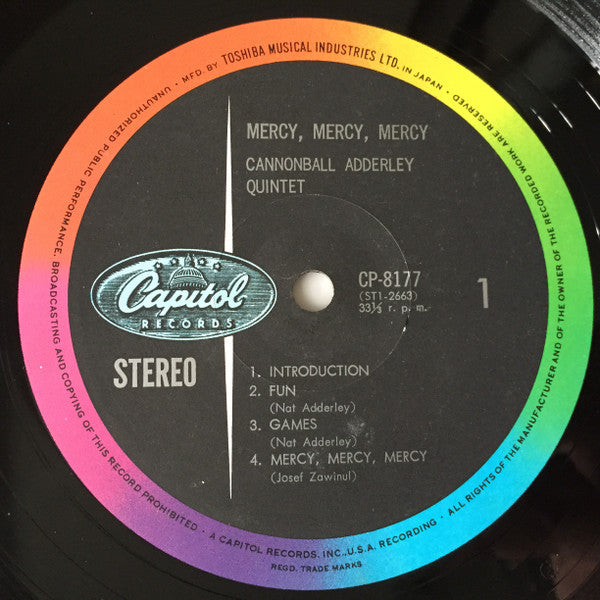 MFD. BY TOSHIBA MUSICAL INDUSTRIES LTD. IN JAPAN ·
UNAUTHORIZED PUBLIC PERFORMANCE, BROADCASTING AND COPYING OF THIS RECORD PROHIBITED · A CAPITOL RECORDS, INC., U.S.A. RECORDING · ALL RIGHTS OF THE MANUFACTURER AND OF THE OWNER OF THE RECORDED WORK ARE RESERVED
REGD. TRADE MARKS
MERCY, MERCY, MERCY
CANNONBALL ADDERLEY
QUINTET
Capitol
RECORDS
STEREO
CP-8177
(ST1-2663)
33⅓ r. p. m.
1
1. INTRODUCTION
2. FUN
(Nat Adderley)
3. GAMES
(Nat Adderley)
4. MERCY, MERCY, MERCY
(Josef Zawinul)